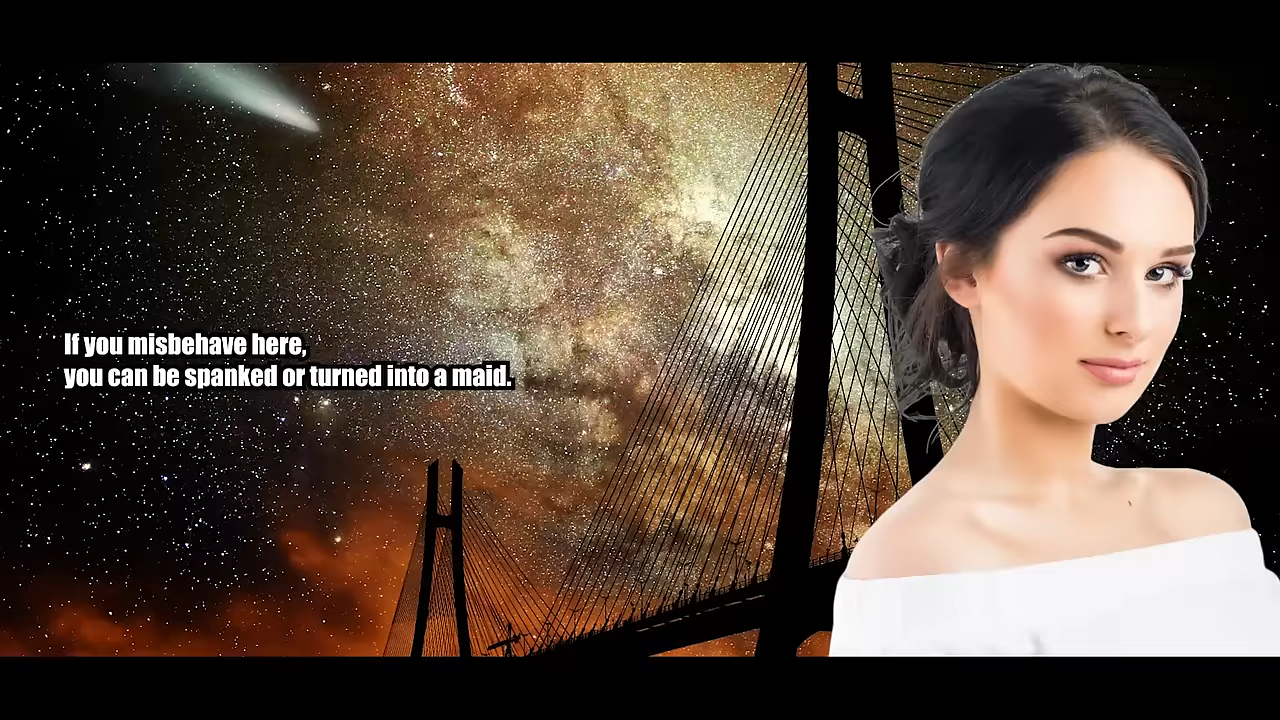 If you misbehave here,
you can be spanked or turned into a maid.